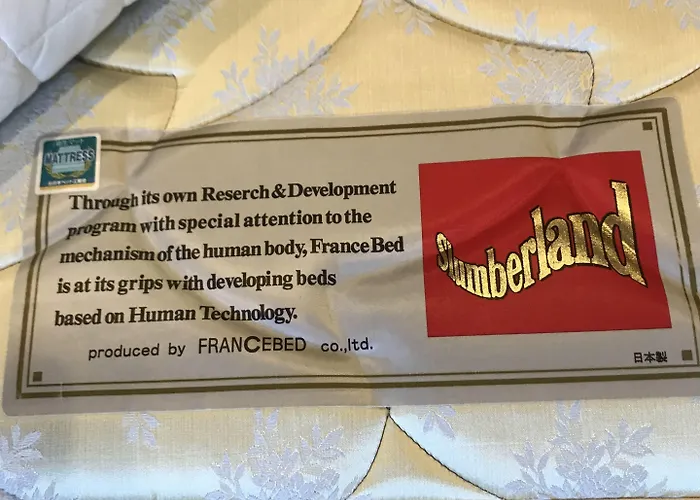 MATTRESS
Through its own Reserch & Development
program with special attention to the
mechanism of the human body, France Bed
is at its grips with developing beds
based on Human Technology.
produced by FRANCEBED co.,ltd.
Slumberland
日本製